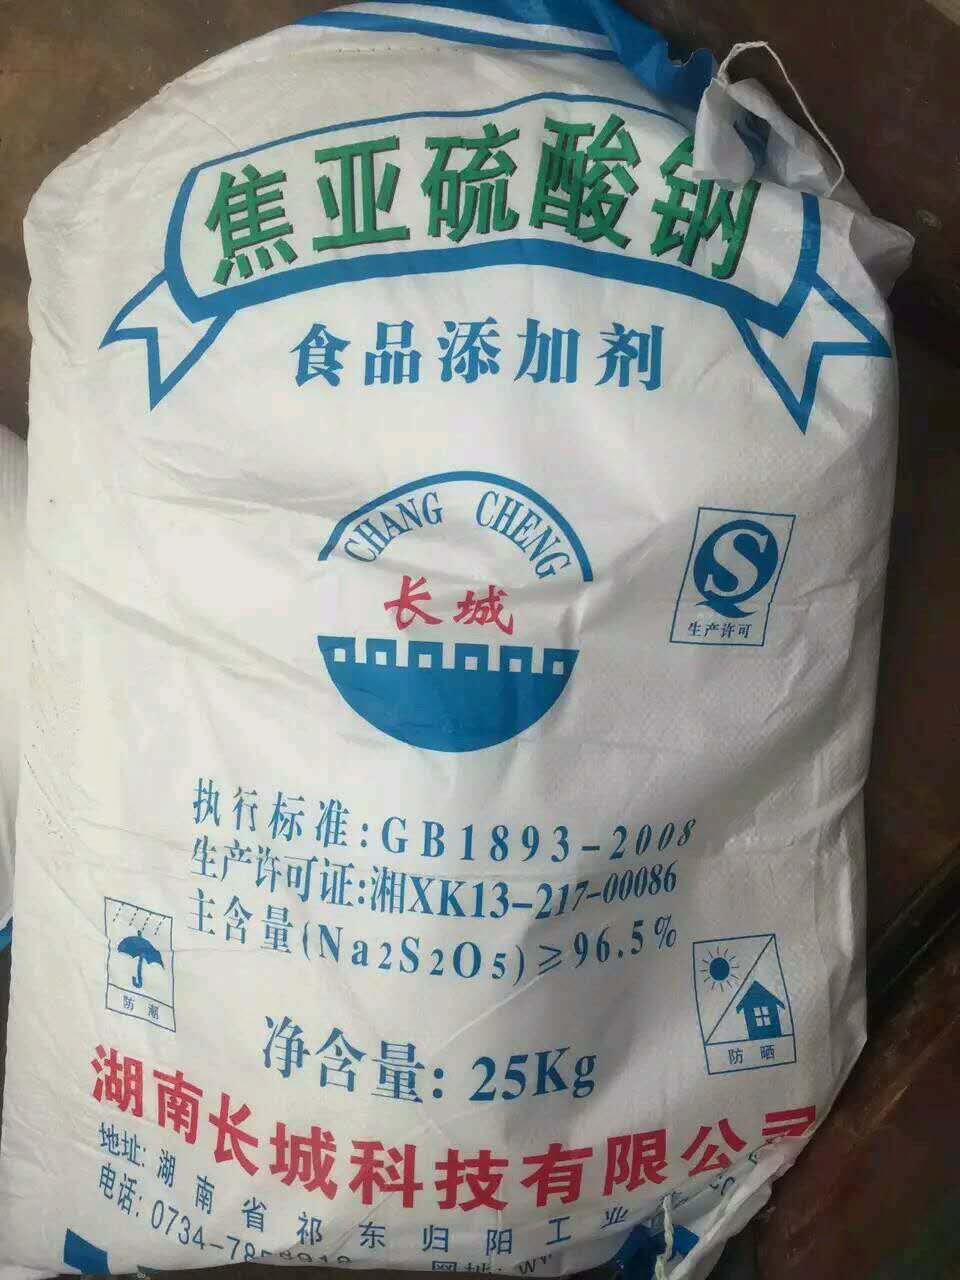 焦亚硫酸钠
食品添加剂
CHANG CHENG
长城
生产许可
执行标准:GB1893-2008
生产许可证:湘XK13-217-00086
主含量(Na2S2O5)≥96.5%
防潮
防晒
净含量:25Kg
湖南长城科技有限公司
地址:湖南省祁东归阳工业
电话:0734-78
网址: